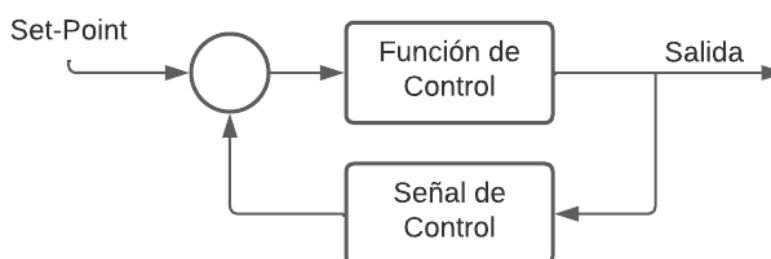 Set-Point
Función de
Control
Salida
Señal de
Control